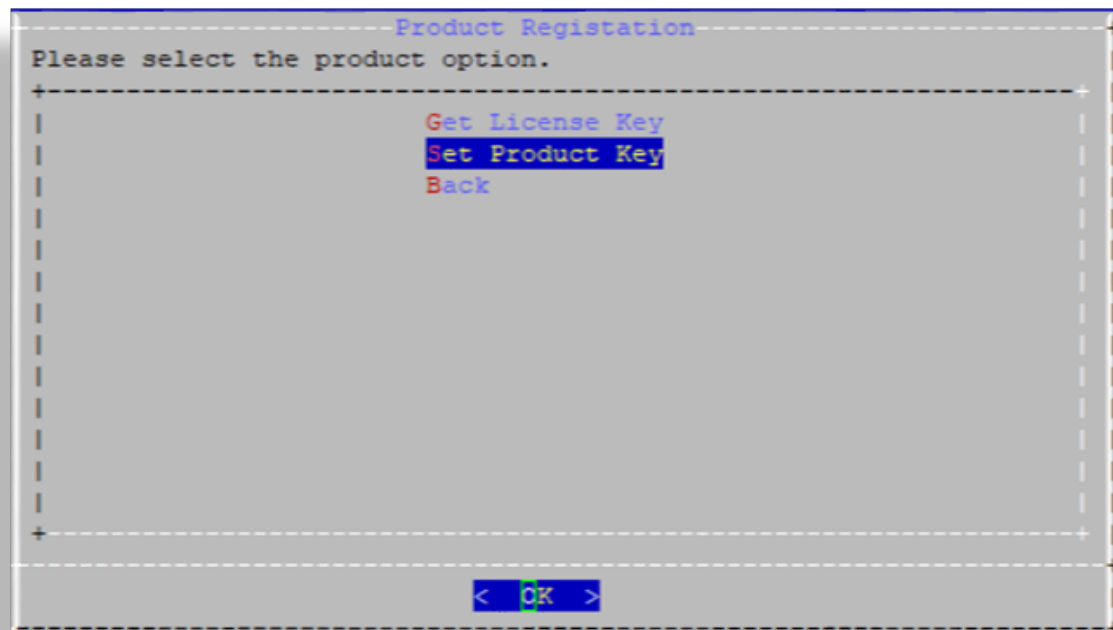 Product Registation
Please select the product option.
Get License Key
Set Product Key
Back
< OK >